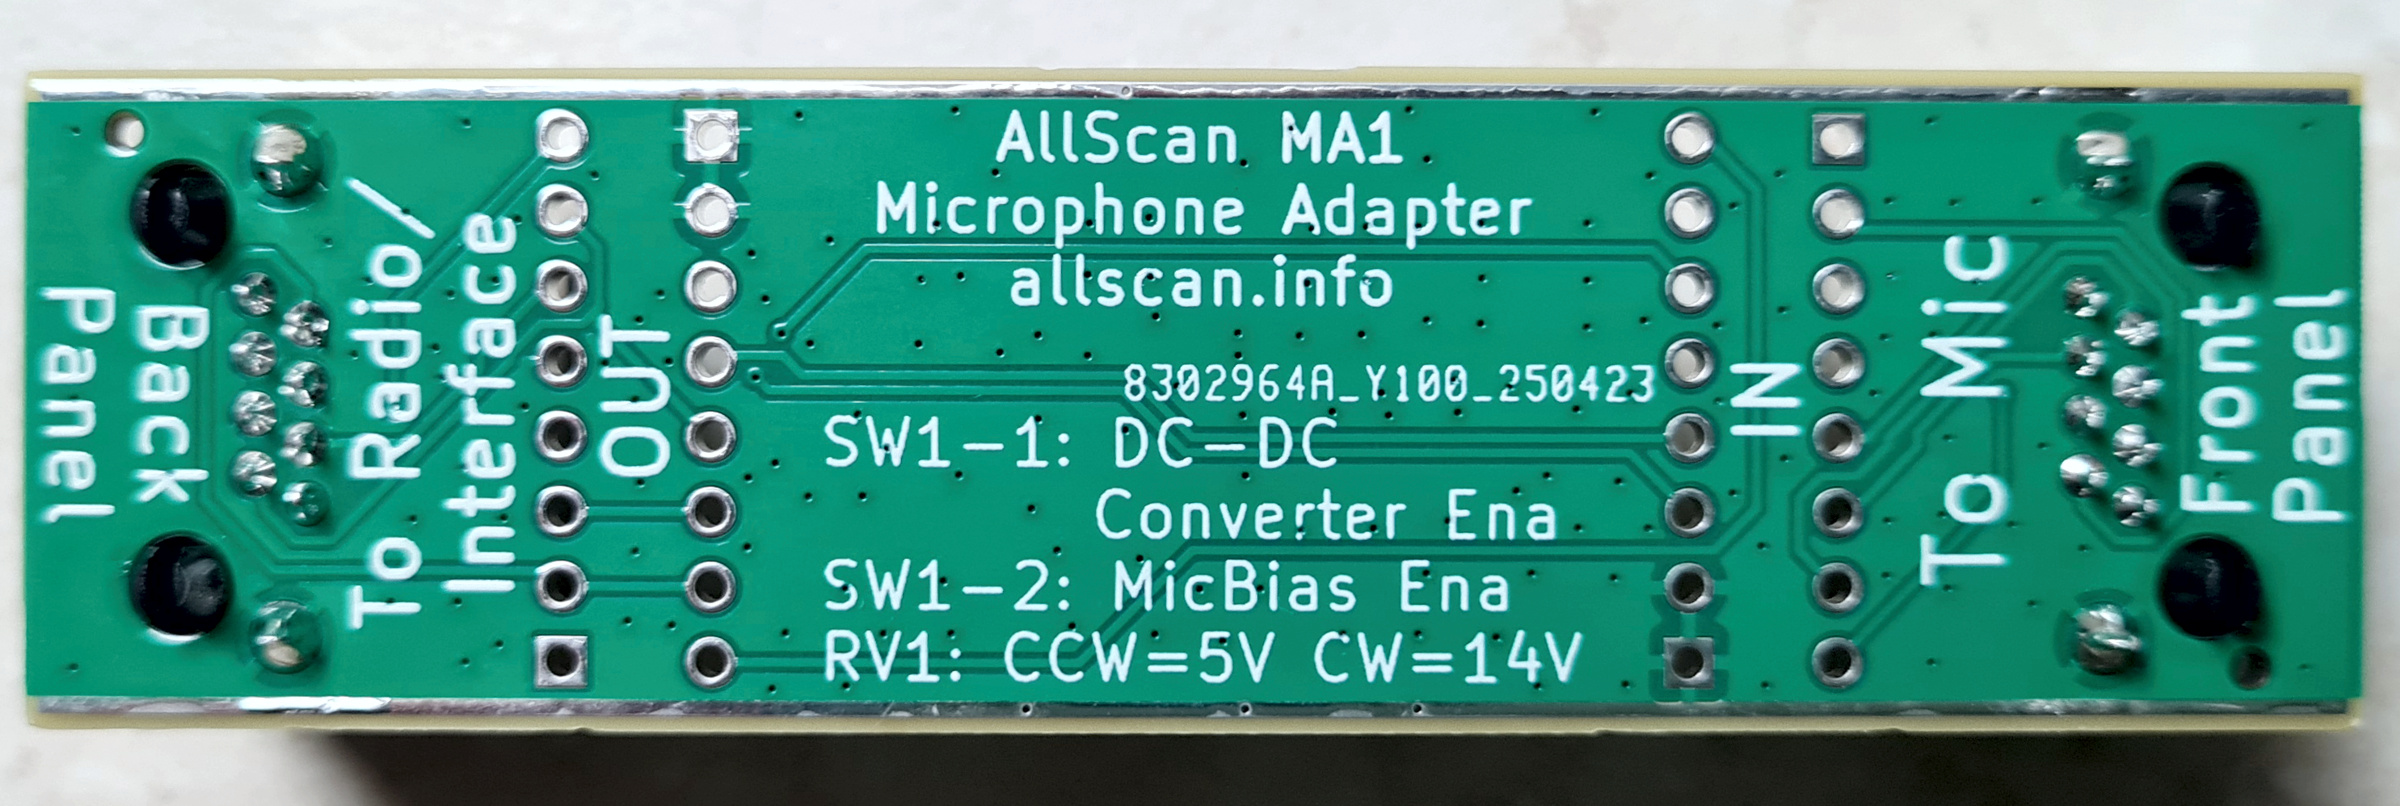 AllScan MA1
Microphone Adapter
allscan.info
8302964A_Y100_250423
SW1-1: DC-DC
Converter Ena
SW1-2: MicBias Ena
RV1: CCW=5V CW=14V
Back
Panel
To Radio/
Interface
OUT
IN
To Mic
Front
Panel